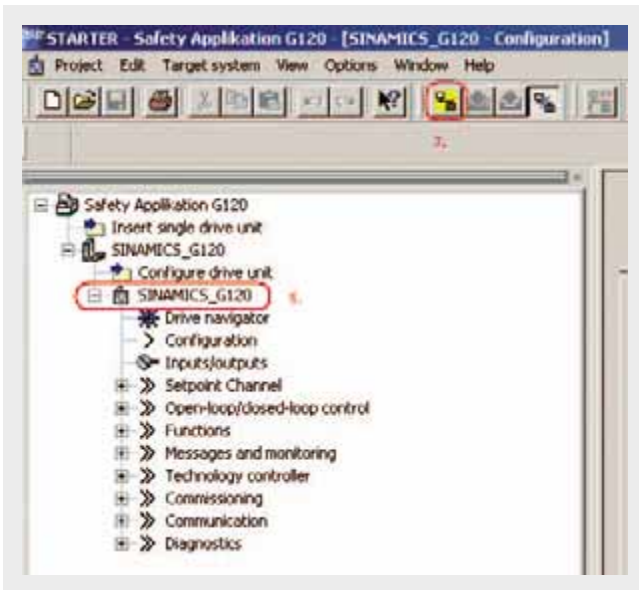 STARTER - Safety Applikation G120 - [SINAMICS_G120 - Configuration]
Project Edit Target system View Options Window Help
Safety Applikation G120
Insert single drive unit
SINAMICS_G120
Configure drive unit
SINAMICS_G120
Drive navigator
Configuration
Inputs/outputs
Setpoint Channel
Open-loop/closed-loop control
Functions
Messages and monitoring
Technology controller
Commissioning
Communication
Diagnostics